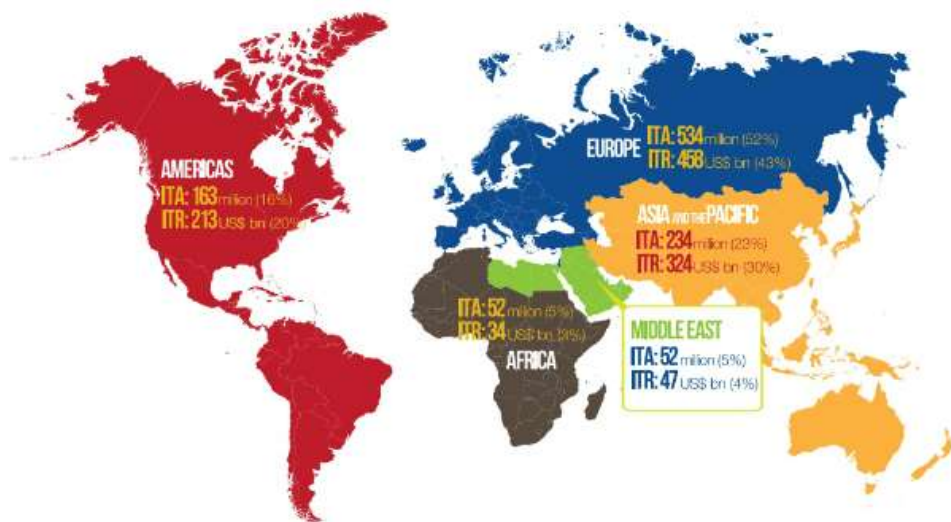 AMERICAS
ITA: 163 million (16%)
ITR: 213 US$ bn (20%)
EUROPE
ITA: 534 million (52%)
ITR: 458 US$ bn (43%)
ASIA AND THE PACIFIC
ITA: 234 million (23%)
ITR: 324 US$ bn (30%)
ITA: 52 million (5%)
ITR: 34 US$ bn (3%)
AFRICA
MIDDLE EAST
ITA: 52 million (5%)
ITR: 47 US$ bn (4%)